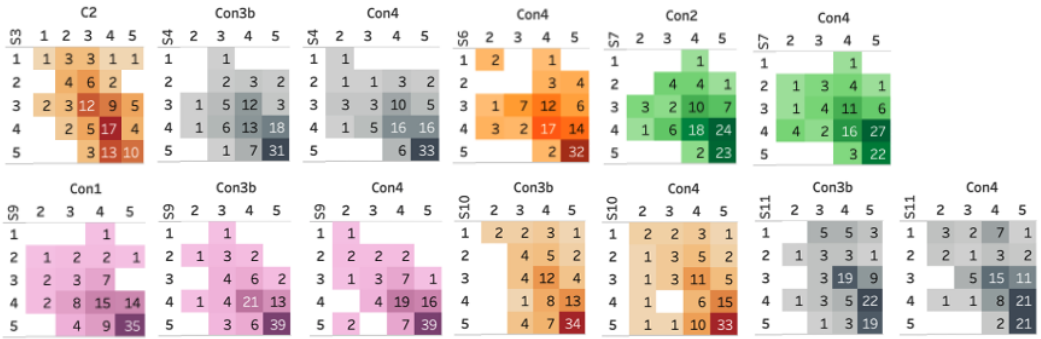 C2
S3 1 2 3 4 5
1 1 3 3 1 1
2 4 6 2
3 2 3 12 9 5
4 2 5 17 4
5 3 13 10
Con3b
S4 2 3 4 5
1 1
2 2 3 2
3 1 5 12 3
4 1 6 13 18
5 1 7 31
Con4
S4 2 3 4 5
1 1
2 1 1 3 2
3 3 3 10 5
4 1 5 16 16
5 6 33
Con4
S6 2 3 4 5
1 2 1
2 3 4
3 1 7 12 6
4 3 2 17 14
5 2 32
Con2
S7 2 3 4 5
1 1
2 4 4 1
3 3 2 10 7
4 1 6 18 24
5 2 23
Con4
S7 2 3 4 5
1 1
2 1 3 4 1
3 1 4 11 6
4 4 2 16 27
5 3 22
Con1
S9 2 3 4 5
1 1
2 1 2 2 1
3 2 3 7
4 2 8 15 14
5 4 9 35
Con3b
S9 2 3 4 5
1 1
2 1 3 2
3 4 6 2
4 1 4 21 13
5 3 6 39
Con4
S9 2 3 4 5
1 1
2 2 2 2
3 1 3 7 1
4 4 19 16
5 2 7 39
Con3b
S10 2 3 4 5
1 2 2 3 1
2 4 5 2
3 4 12 4
4 1 8 13
5 4 7 34
Con4
S10 2 3 4 5
1 2 2 3 1
2 1 3 5 2
3 2 3 11 5
4 1 6 15
5 1 1 10 33
Con3b
S11 2 3 4 5
1 5 5 3
2 1 3 3 1
3 3 19 9
4 1 3 5 22
5 1 3 19
Con4
S11 2 3 4 5
1 3 2 7 1
2 2 1 3 2
3 5 15 11
4 1 1 8 21
5 2 21